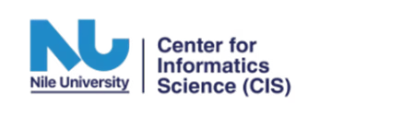 NU
Nile University
Center for
Informatics
Science (CIS)